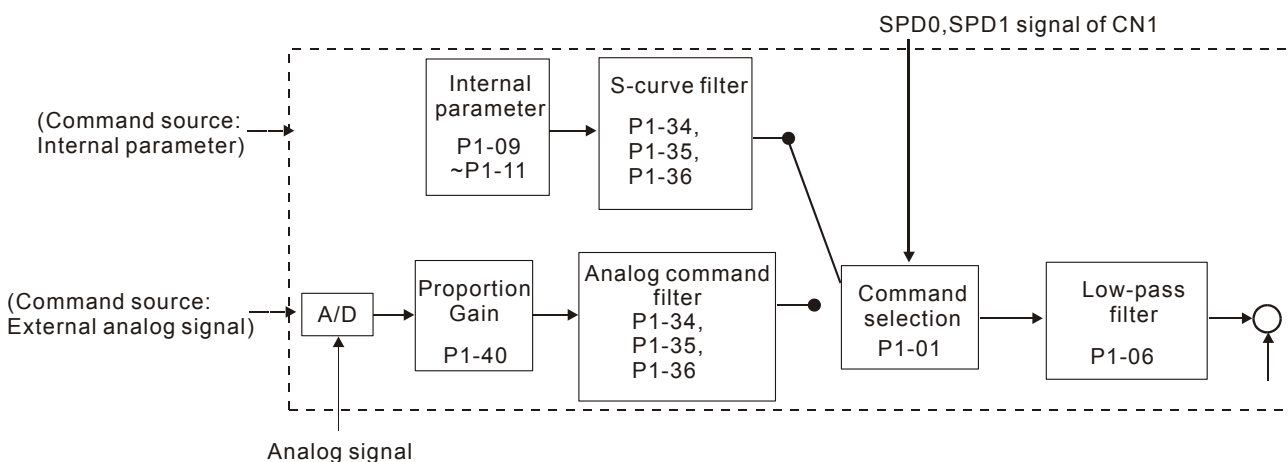 SPD0,SPD1 signal of CN1
(Command source:
Internal parameter)
Internal
parameter
P1-09
~P1-11
S-curve filter
P1-34,
P1-35,
P1-36
(Command source:
External analog signal)
A/D
Proportion
Gain
P1-40
Analog command
filter
P1-34,
P1-35,
P1-36
Command
selection
P1-01
Low-pass
filter
P1-06
Analog signal